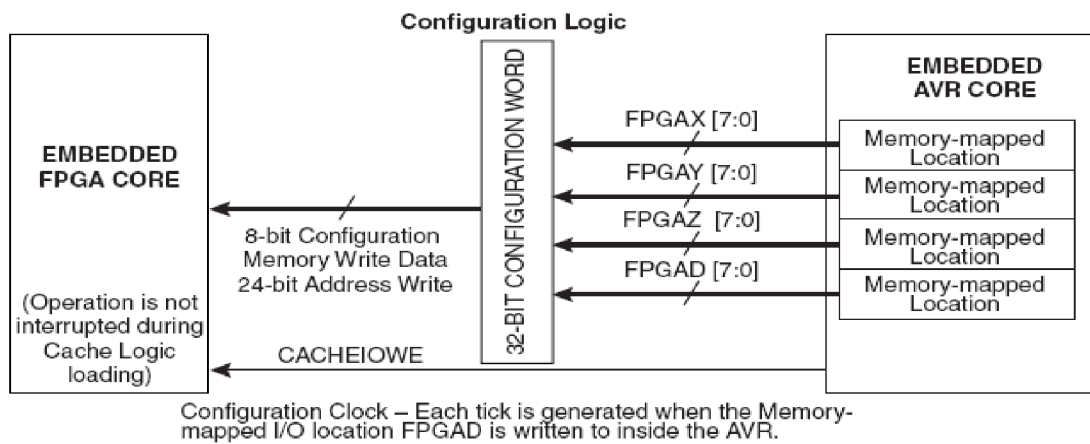 Configuration Logic
EMBEDDED
FPGA CORE
(Operation is not
interrupted during
Cache Logic
loading)
8-bit Configuration
Memory Write Data
24-bit Address Write
CACHEIOWE
32-BIT CONFIGURATION WORD
FPGAX [7:0]
FPGAY [7:0]
FPGAZ [7:0]
FPGAD [7:0]
EMBEDDED
AVR CORE
Memory-mapped
Location
Memory-mapped
Location
Memory-mapped
Location
Memory-mapped
Location
Configuration Clock – Each tick is generated when the Memory-
mapped I/O location FPGAD is written to inside the AVR.